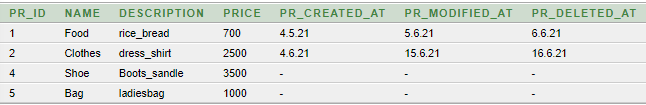 PR_ID NAME DESCRIPTION PRICE PR_CREATED_AT PR_MODIFIED_AT PR_DELETED_AT
1 Food rice_bread 700 4.5.21 5.6.21 6.6.21
2 Clothes dress_shirt 2500 4.6.21 15.6.21 16.6.21
4 Shoe Boots_sandle 3500 - - -
5 Bag ladiesbag 1000 - - -